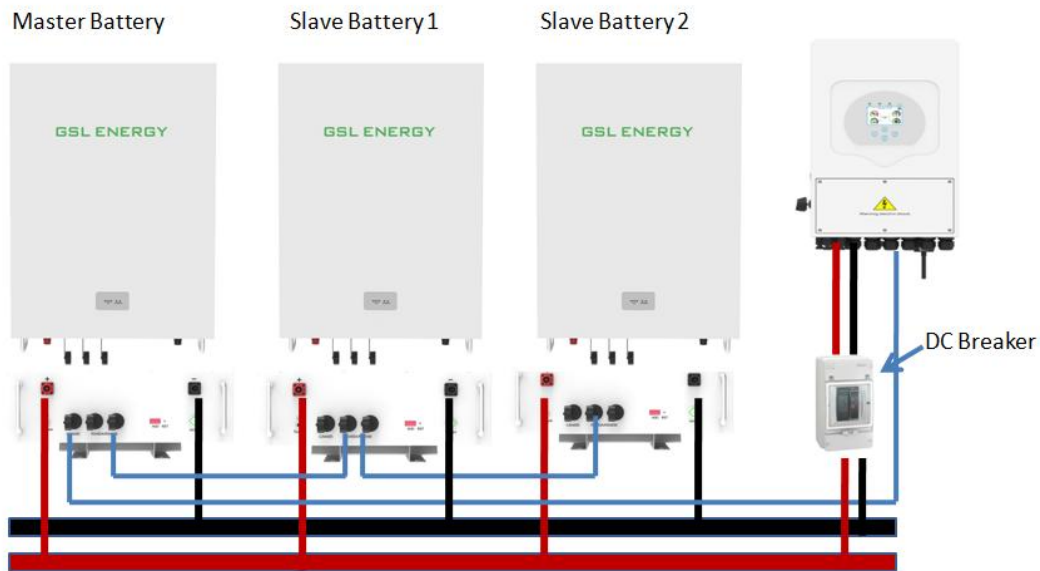 Master Battery
Slave Battery 1
Slave Battery 2
GSL ENERGY
GSL ENERGY
GSL ENERGY
DC Breaker
+
−
+
−